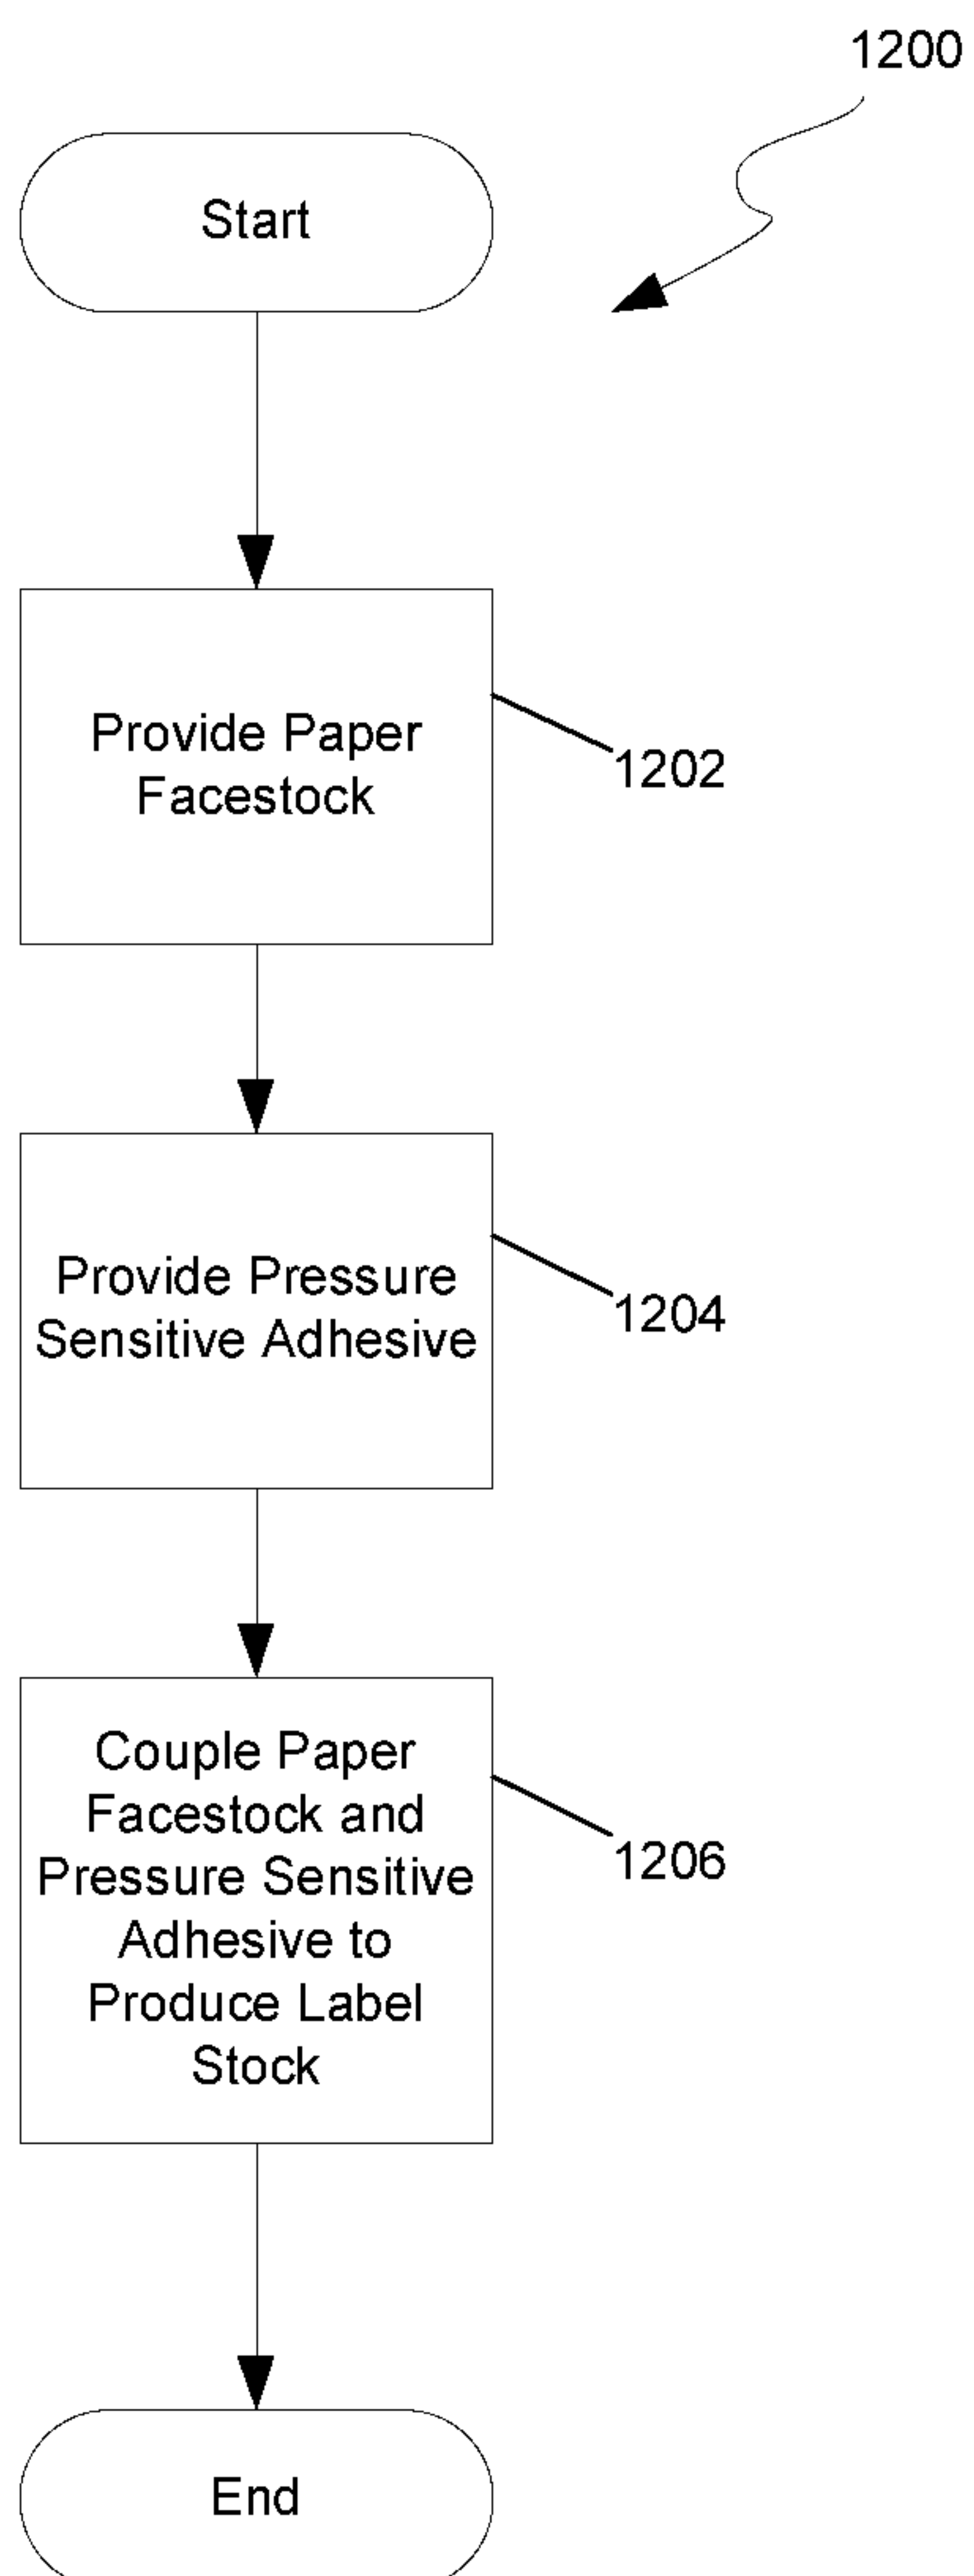 1200
Start
Provide Paper
Facestock
1202
Provide Pressure
Sensitive Adhesive
1204
Couple Paper
Facestock and
Pressure Sensitive
Adhesive to
Produce Label
Stock
1206
End